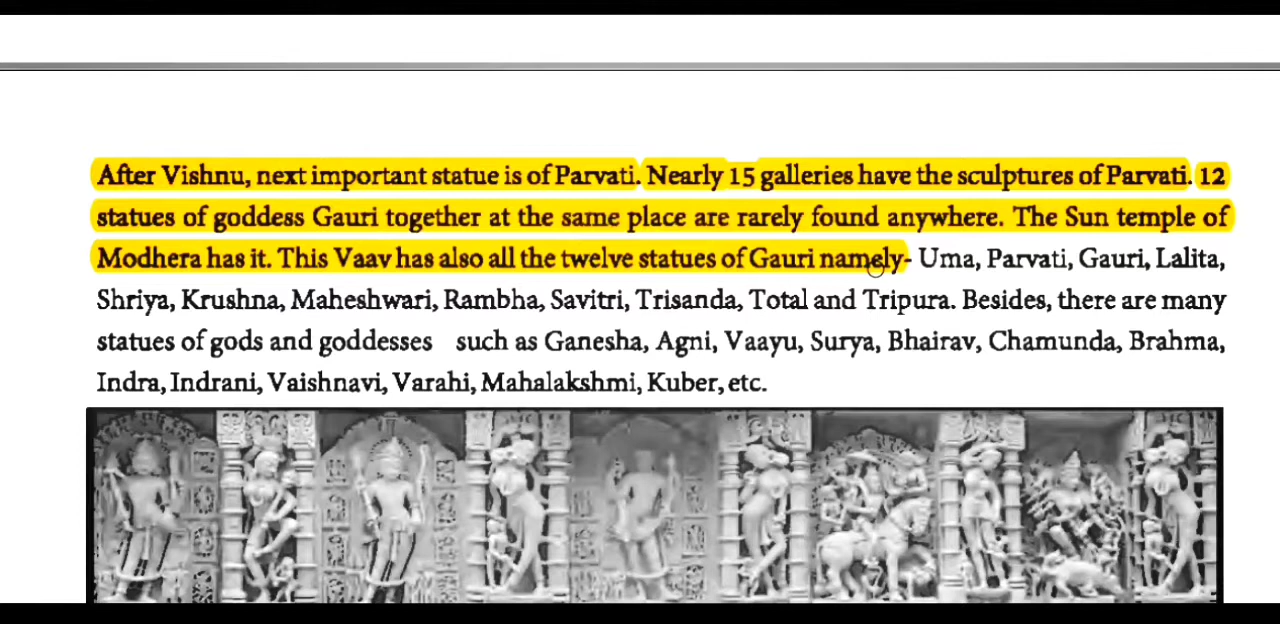 After Vishnu, next important statue is of Parvati. Nearly 15 galleries have the sculptures of Parvati. 12
statues of goddess Gauri together at the same place are rarely found anywhere. The Sun temple of
Modhera has it. This Vaav has also all the twelve statues of Gauri namely- Uma, Parvati, Gauri, Lalita,
Shriya, Krushna, Maheshwari, Rambha, Savitri, Trisanda, Total and Tripura. Besides, there are many
statues of gods and goddesses such as Ganesha, Agni, Vaayu, Surya, Bhairav, Chamunda, Brahma,
Indra, Indrani, Vaishnavi, Varahi, Mahalakshmi, Kuber, etc.